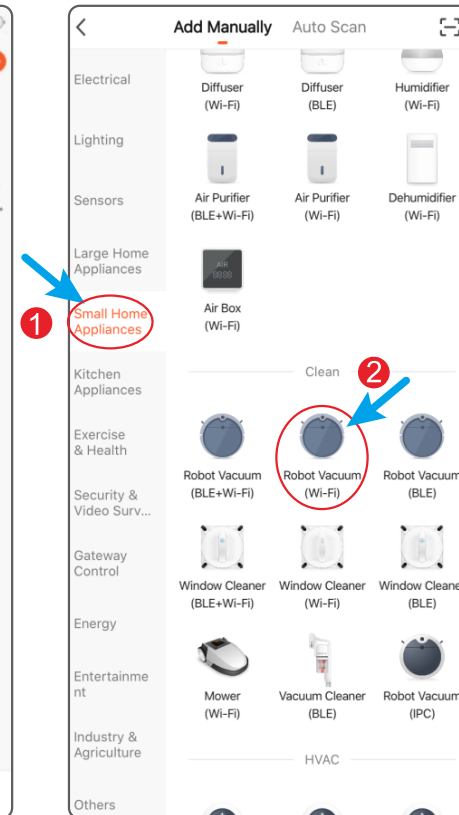 Add Manually Auto Scan
Electrical
Lighting
Sensors
Large Home
Appliances
Small Home
Appliances
Kitchen
Appliances
Exercise
& Health
Security &
Video Surv...
Gateway
Control
Energy
Entertainme
nt
Industry &
Agriculture
Others
1
Diffuser Diffuser Humidifier
(Wi-Fi) (BLE) (Wi-Fi)
Air Purifier Air Purifier Dehumidifier
(BLE+Wi-Fi) (Wi-Fi) (Wi-Fi)
AIR
8888
Air Box
(Wi-Fi)
Clean
2
Robot Vacuum Robot Vacuum Robot Vacuum
(BLE+Wi-Fi) (Wi-Fi) (BLE)
Window Cleaner Window Cleaner Window Cleane
(BLE+Wi-Fi) (Wi-Fi) (BLE)
Mower Vacuum Cleaner Robot Vacuum
(Wi-Fi) (BLE) (IPC)
HVAC